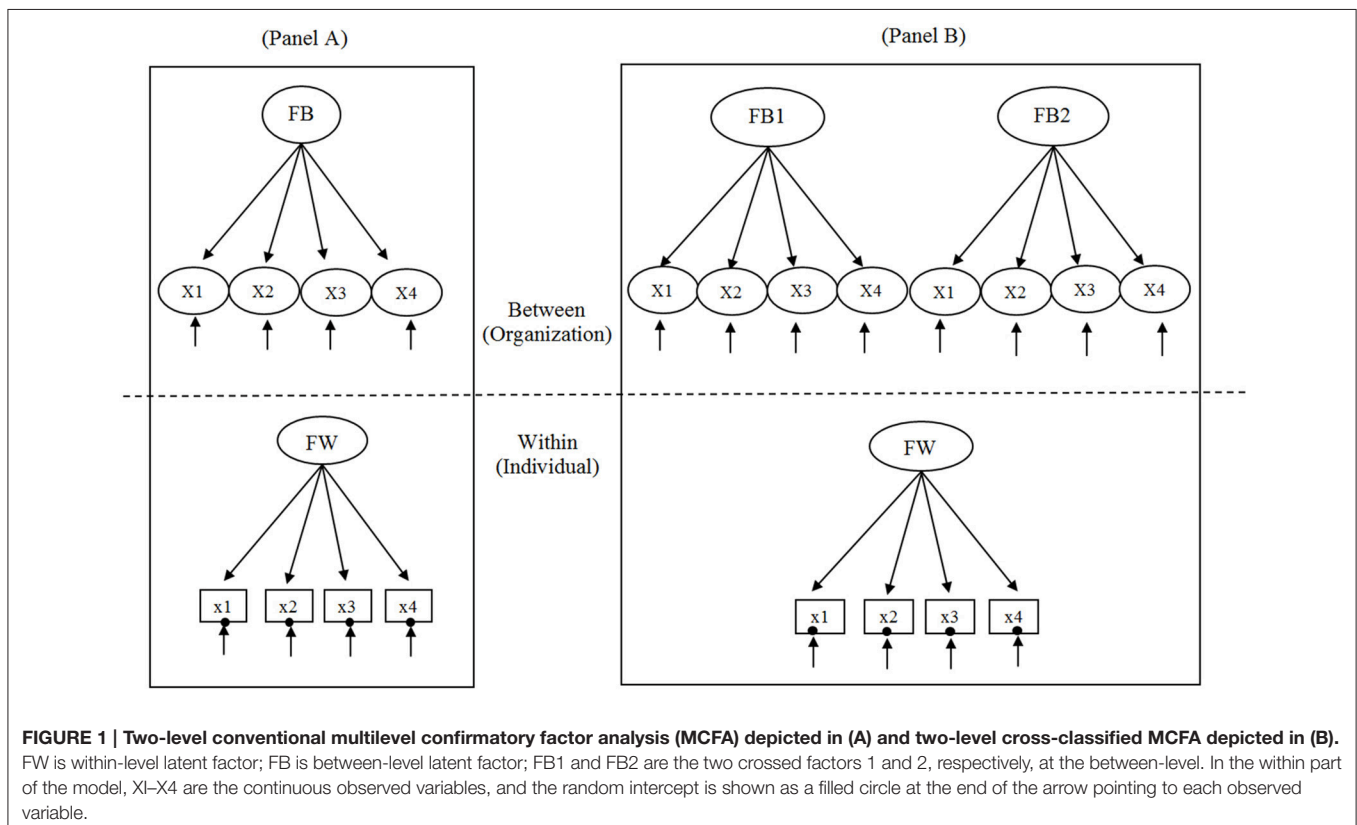 (Panel A)
(Panel B)
FB
FB1
FB2
X1 X2 X3 X4
X1 X2 X3 X4 X1 X2 X3 X4
Between
(Organization)
FW
Within
(Individual)
FW
x1 x2 x3 x4
x1 x2 x3 x4
FIGURE 1 | Two-level conventional multilevel confirmatory factor analysis (MCFA) depicted in (A) and two-level cross-classified MCFA depicted in (B).
FW is within-level latent factor; FB is between-level latent factor; FB1 and FB2 are the two crossed factors 1 and 2, respectively, at the between-level. In the within part
of the model, XI–X4 are the continuous observed variables, and the random intercept is shown as a filled circle at the end of the arrow pointing to each observed
variable.